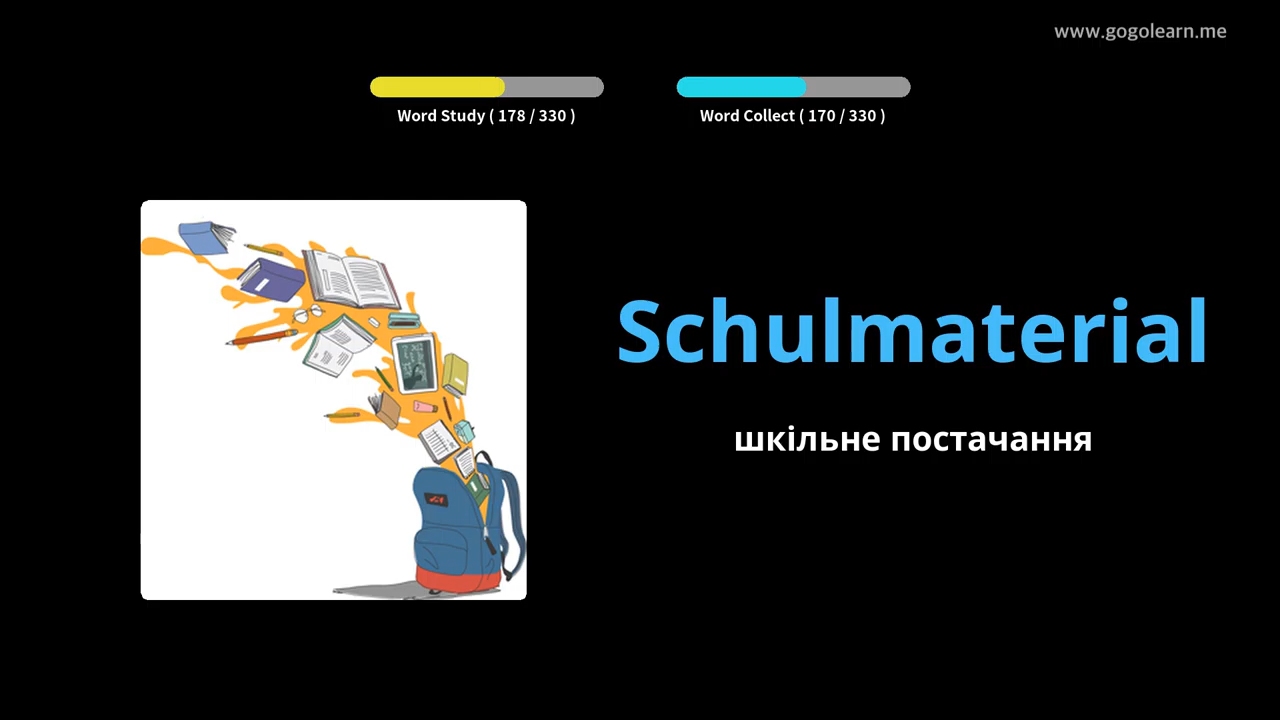 www.gogolearn.me
Word Study ( 178 / 330 )
Word Collect ( 170 / 330 )
Schulmaterial
шкільне постачання